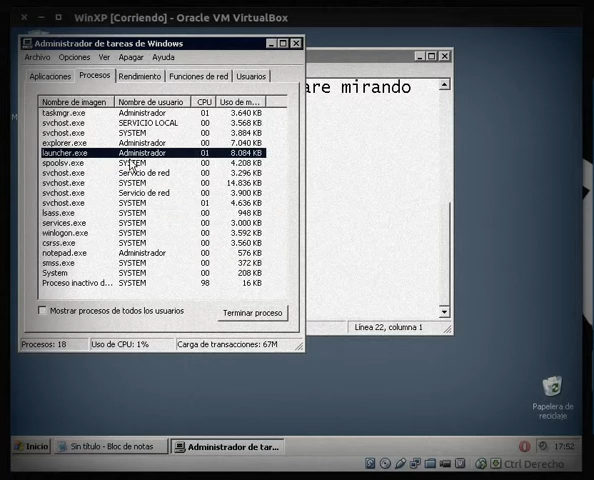 WinXP [Corriendo] - Oracle VM VirtualBox
Administrador de tareas de Windows
Archivo Opciones Ver Apagar Ayuda
Aplicaciones Procesos Rendimiento Funciones de red Usuarios
Nombre de imagen Nombre de usuario CPU Uso de m...
taskmgr.exe Administrador 01 3.640 KB
svchost.exe SERVICIO LOCAL 00 3.568 KB
svchost.exe SYSTEM 00 3.884 KB
explorer.exe Administrador 00 7.040 KB
launcher.exe Administrador 01 8.084 KB
spoolsv.exe SYSTEM 00 4.208 KB
svchost.exe Servicio de red 00 3.296 KB
svchost.exe SYSTEM 00 14.836 KB
svchost.exe Servicio de red 00 3.900 KB
svchost.exe SYSTEM 01 4.636 KB
lsass.exe SYSTEM 00 948 KB
services.exe SYSTEM 00 3.000 KB
winlogon.exe SYSTEM 00 3.592 KB
csrss.exe SYSTEM 00 3.560 KB
notepad.exe Administrador 00 576 KB
smss.exe SYSTEM 00 372 KB
System SYSTEM 00 208 KB
Proceso inactivo d... SYSTEM 98 16 KB
Mostrar procesos de todos los usuarios
Terminar proceso
Procesos: 18 Uso de CPU: 1% Carga de transacciones: 67M
are mirando
Línea 22, columna 1
Papelera de
reciclaje
Inicio Sin título - Bloc de notas Administrador de tar... 17:52
Ctrl Derecho